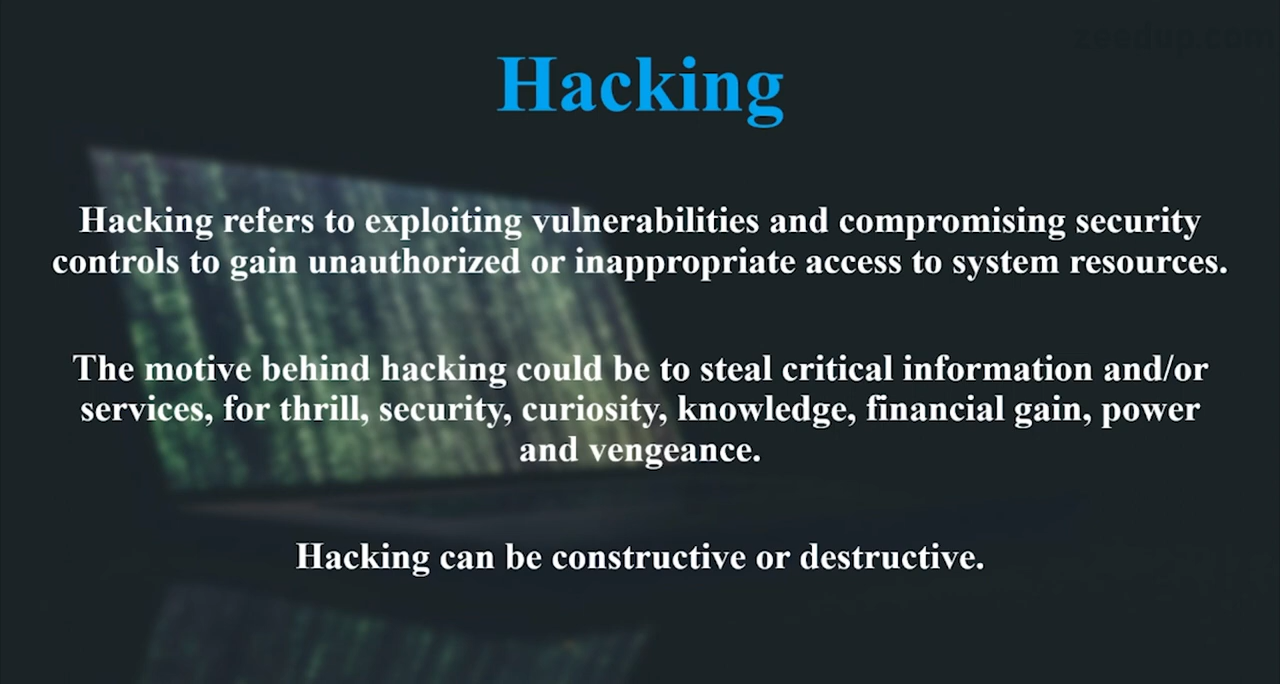 Hacking
Hacking refers to exploiting vulnerabilities and compromising security
controls to gain unauthorized or inappropriate access to system resources.
The motive behind hacking could be to steal critical information and/or
services, for thrill, security, curiosity, knowledge, financial gain, power
and vengeance.
Hacking can be constructive or destructive.